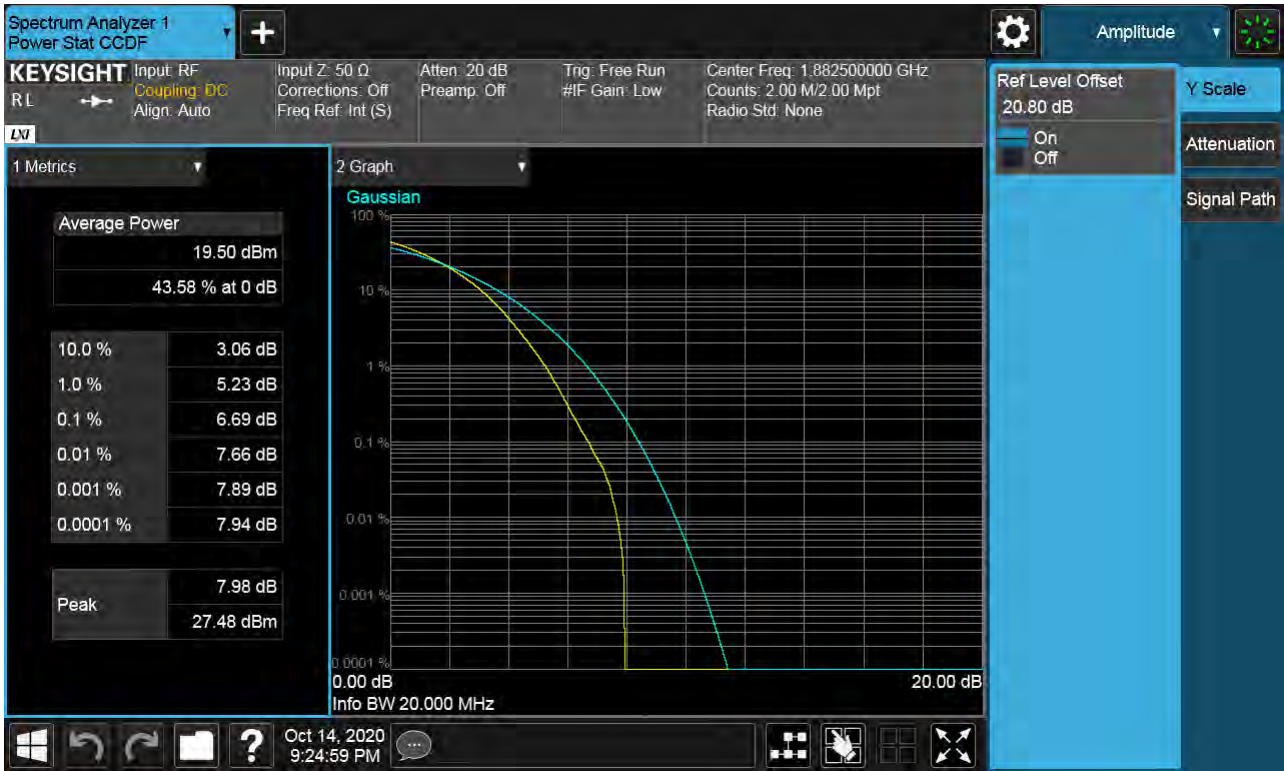 Spectrum Analyzer 1
Power Stat CCDF
+
Amplitude
KEYSIGHT
RL
LXI
Input: RF
Coupling: DC
Align: Auto
Input Z: 50 Ω
Corrections: Off
Freq Ref: Int (S)
Atten: 20 dB
Preamp: Off
Trig: Free Run
#IF Gain: Low
Center Freq: 1.882500000 GHz
Counts: 2.00 M/2.00 Mpt
Radio Std: None
Ref Level Offset
20.80 dB
On
Off
Y Scale
Attenuation
Signal Path
1 Metrics
Average Power
19.50 dBm
43.58 % at 0 dB
10.0 % 3.06 dB
1.0 % 5.23 dB
0.1 % 6.69 dB
0.01 % 7.66 dB
0.001 % 7.89 dB
0.0001 % 7.94 dB
Peak
7.98 dB
27.48 dBm
2 Graph
Gaussian
100 %
10 %
1 %
0.1 %
0.01 %
0.001 %
0.0001 %
0.00 dB 20.00 dB
Info BW 20.000 MHz
?
Oct 14, 2020
9:24:59 PM